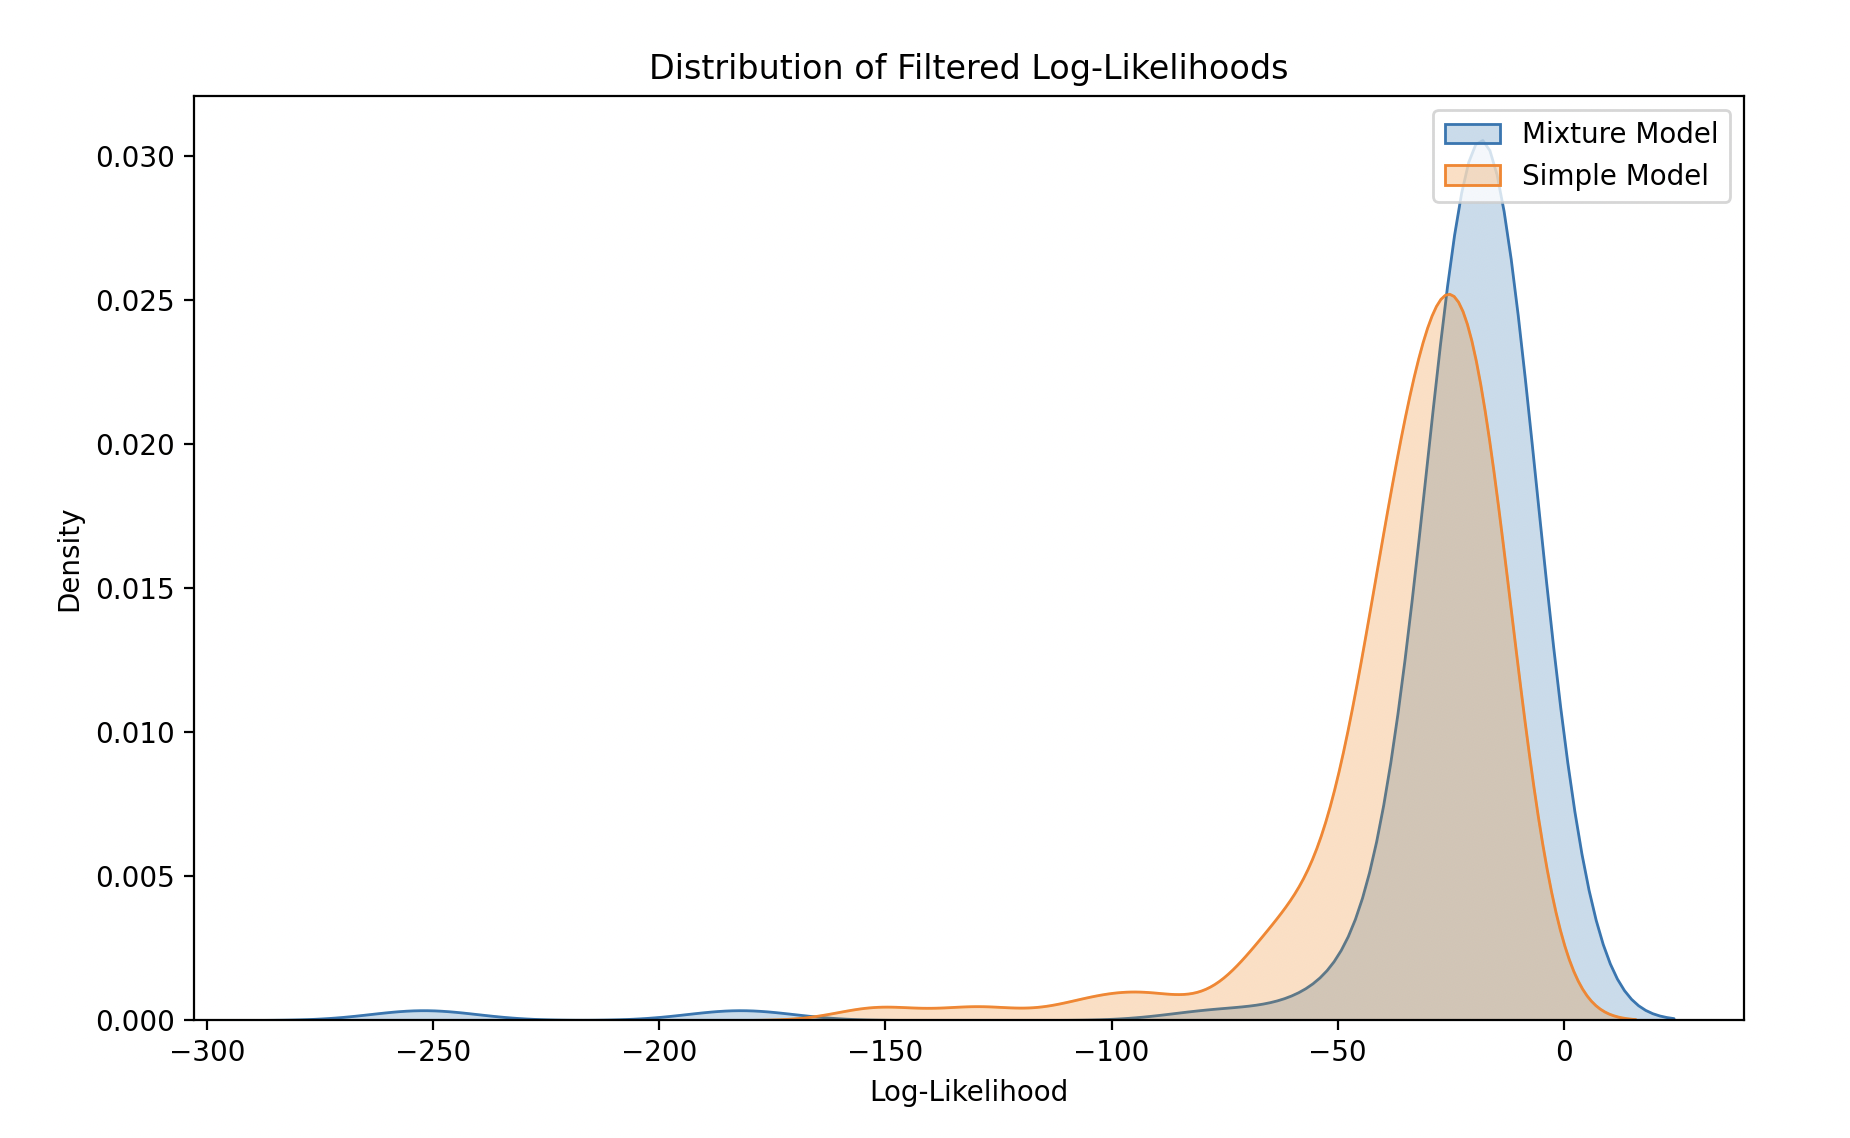 Distribution of Filtered Log-Likelihoods
Mixture Model
Simple Model
0.030
0.025
0.020
0.015
0.010
0.005
0.000
Density
−300
−250
−200
−150
−100
−50
0
Log-Likelihood